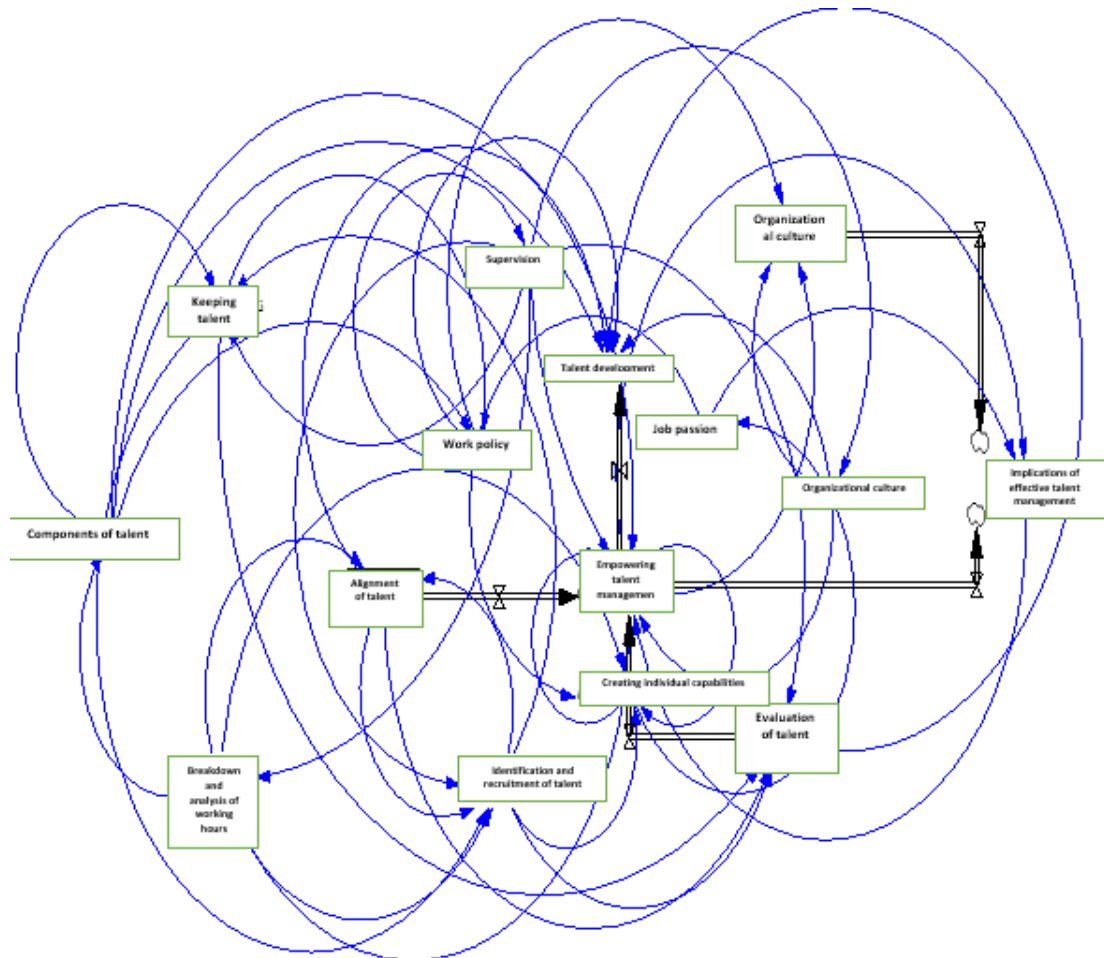 Organization
al culture
Supervision
Keeping
talent
Talent development
Job passion
Work policy
Implications of
effective talent
management
Organizational culture
Components of talent
Empowering
talent
managemen
Alignment
of talent
Creating individual capabilities
Evaluation
of talent
Identification and
recruitment of talent
Breakdown
and
analysis of
working
hours